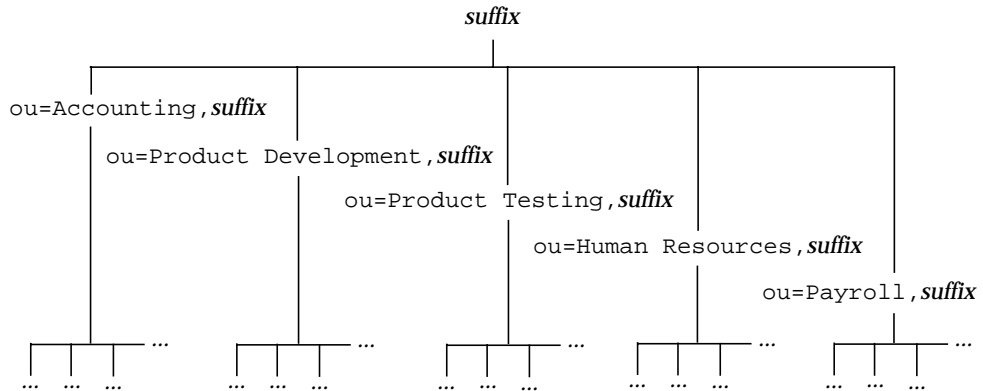 suffix
ou=Accounting,suffix
ou=Product Development,suffix
ou=Product Testing,suffix
ou=Human Resources,suffix
ou=Payroll,suffix
... ... ... ... ...
... ... ... ... ... ... ... ... ... ... ... ... ... ... ...